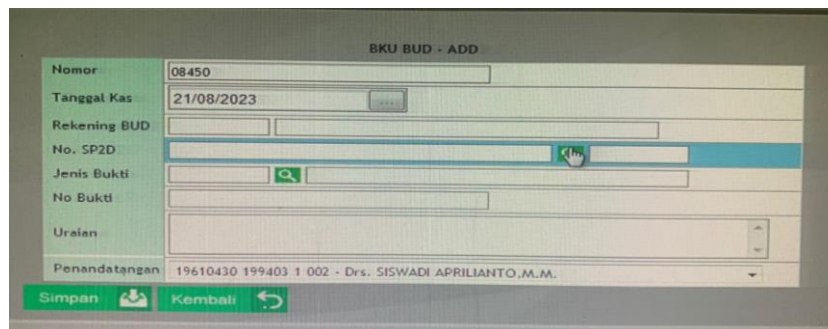 BKU BUD - ADD
Nomor 08450
Tanggal Kas 21/08/2023 ....
Rekening BUD
No. SP2D
Jenis Bukti
No Bukti
Uraian
Penandatangan 19610430 199403 1 002 - Drs. SISWADI APRILIANTO,M.M.
Simpan Kembali